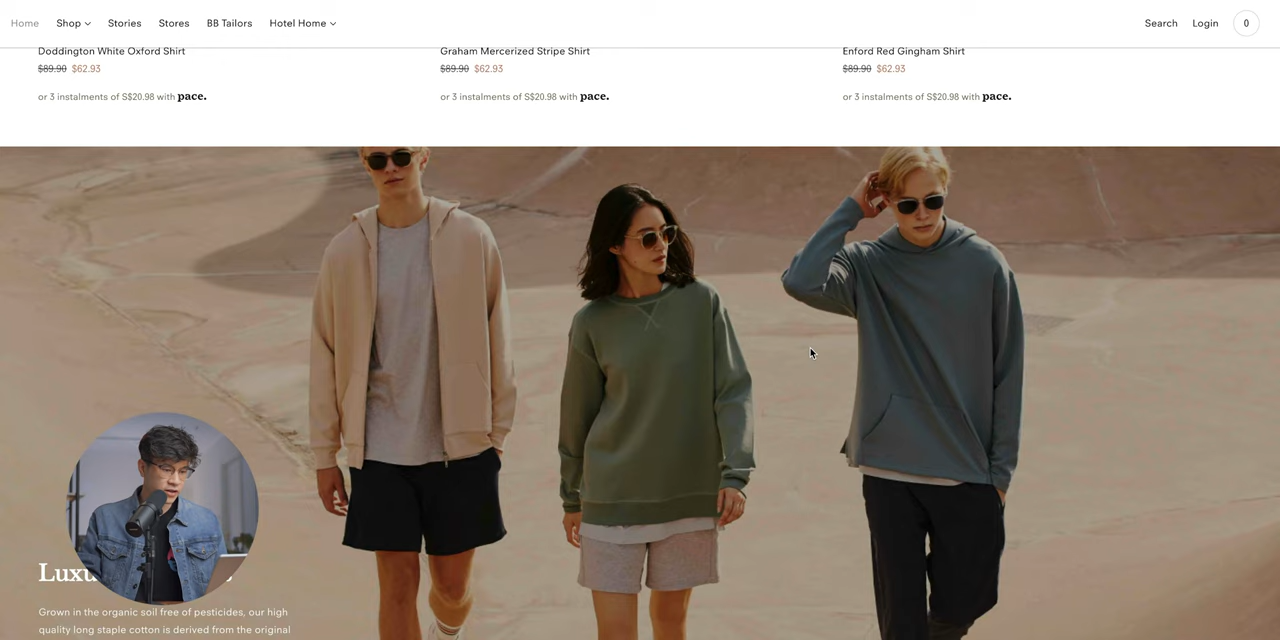 Home Shop Stories Stores BB Tailors Hotel Home Search Login 0
Doddington White Oxford Shirt
$89.90 $62.93
or 3 instalments of S$20.98 with pace.
Graham Mercerized Stripe Shirt
$89.90 $62.93
or 3 instalments of S$20.98 with pace.
Enford Red Gingham Shirt
$89.90 $62.93
or 3 instalments of S$20.98 with pace.
Grown in the organic soil free of pesticides, our high
quality long staple cotton is derived from the original